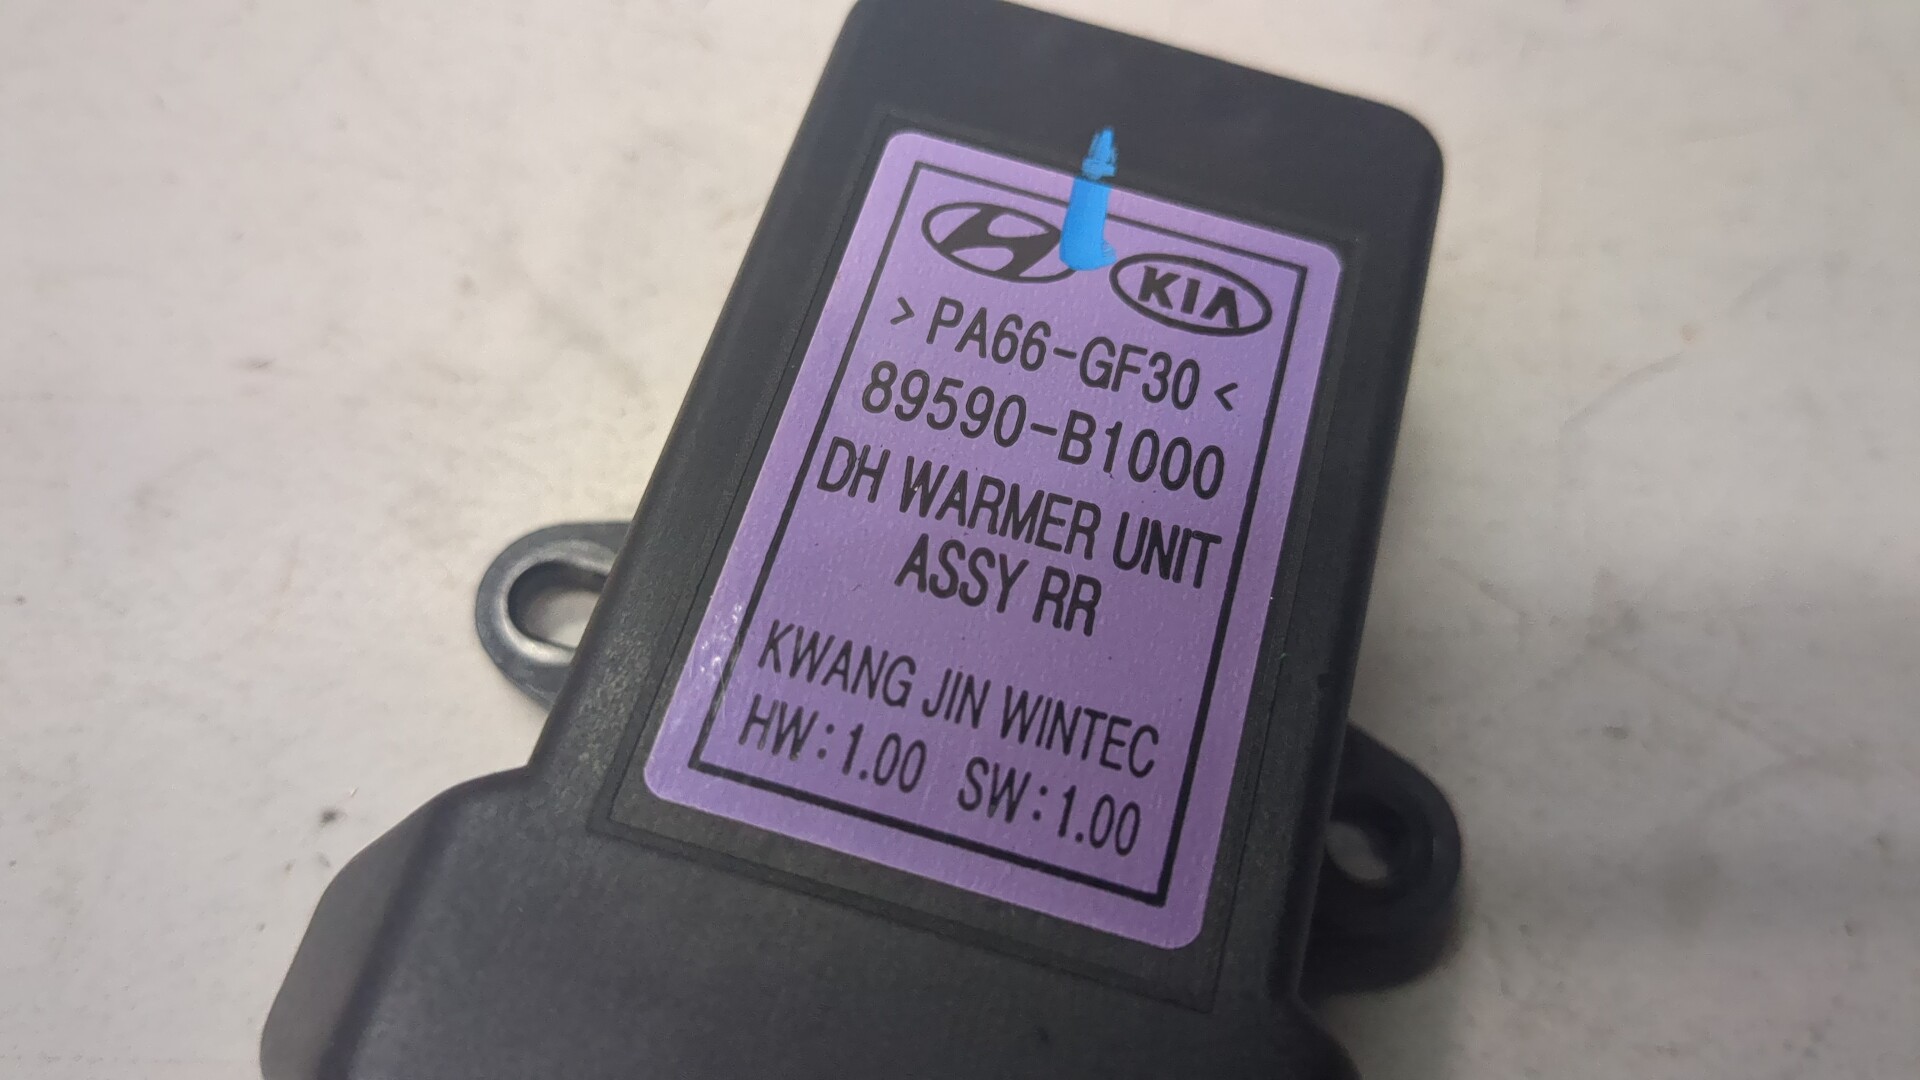 KIA
>PA66-GF30<
89590-B1000
DH WARMER UNIT
ASSY RR
KWANG JIN WINTEC
HW:1.00 SW:1.00